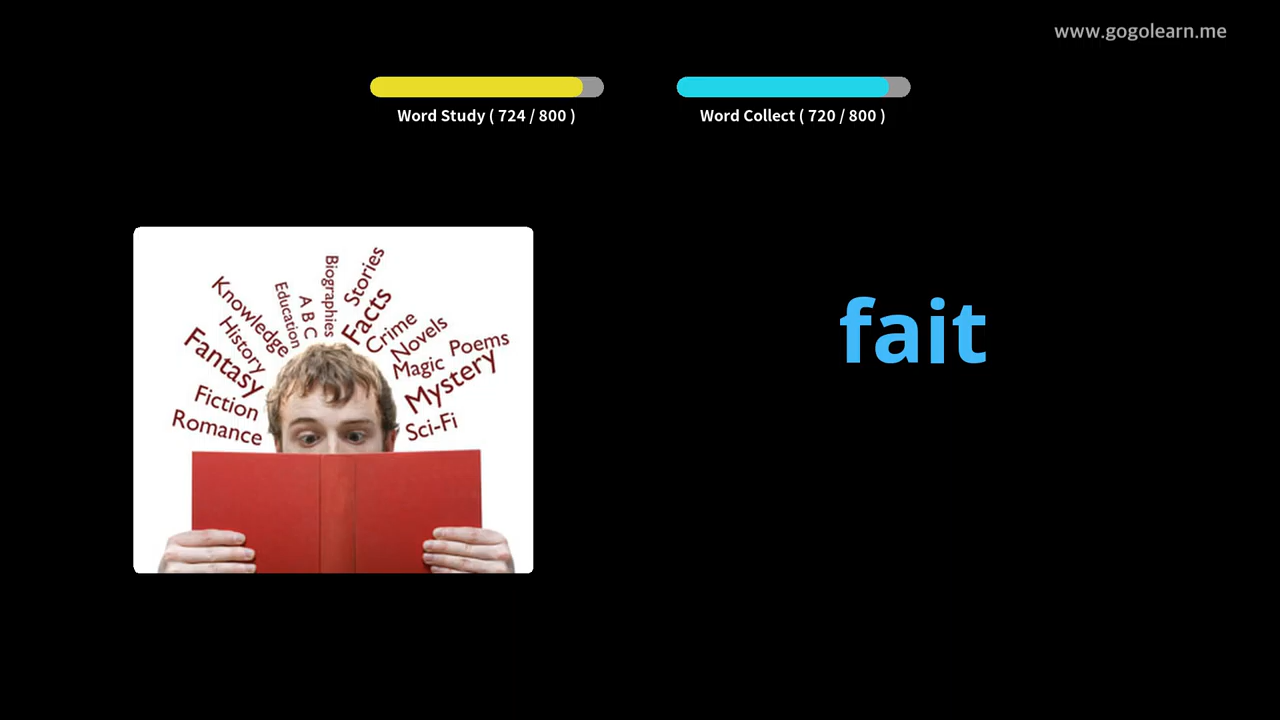 www.gogolearn.me
Word Study ( 724 / 800 )
Word Collect ( 720 / 800 )
Romance
Fiction
Fantasy
History
Knowledge
Education
A B C
Biographies
Stories
Facts
Crime
Novels
Magic
Poems
Mystery
Sci-Fi
fait